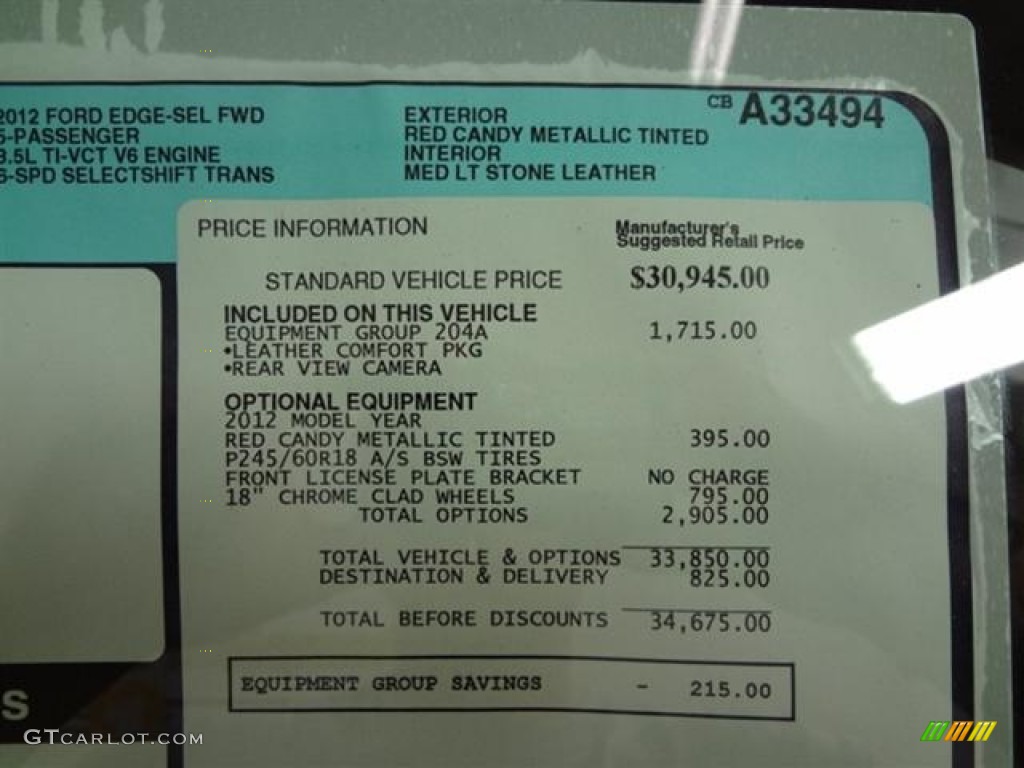 2012 FORD EDGE-SEL FWD
5-PASSENGER
3.5L TI-VCT V6 ENGINE
6-SPD SELECTSHIFT TRANS
EXTERIOR
RED CANDY METALLIC TINTED
INTERIOR
MED LT STONE LEATHER
CB A33494
PRICE INFORMATION
Manufacturer's
Suggested Retail Price
STANDARD VEHICLE PRICE $30,945.00
INCLUDED ON THIS VEHICLE
EQUIPMENT GROUP 204A 1,715.00
•LEATHER COMFORT PKG
•REAR VIEW CAMERA
OPTIONAL EQUIPMENT
2012 MODEL YEAR
RED CANDY METALLIC TINTED 395.00
P245/60R18 A/S BSW TIRES
FRONT LICENSE PLATE BRACKET NO CHARGE
18" CHROME CLAD WHEELS 795.00
TOTAL OPTIONS 2,905.00
TOTAL VEHICLE & OPTIONS 33,850.00
DESTINATION & DELIVERY 825.00
TOTAL BEFORE DISCOUNTS 34,675.00
EQUIPMENT GROUP SAVINGS - 215.00
S
GTCARLOT.COM